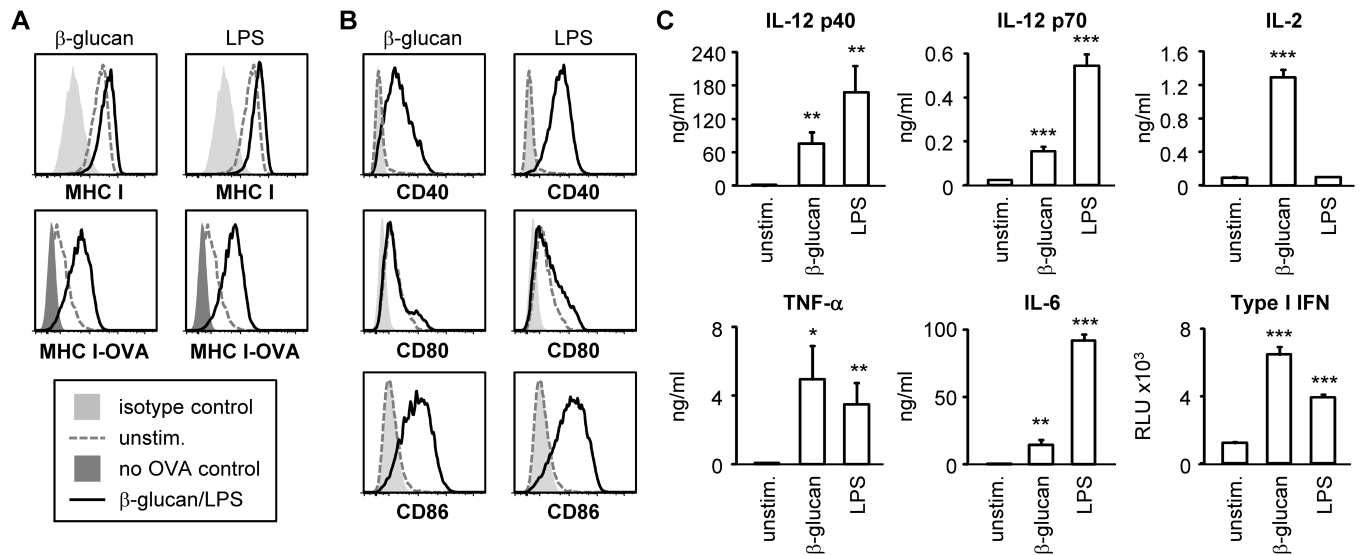 A
β-glucan
LPS
MHC I
MHC I
MHC I-OVA
MHC I-OVA
isotype control
unstim.
no OVA control
β-glucan/LPS
B
β-glucan
LPS
CD40
CD40
CD80
CD80
CD86
CD86
C
IL-12 p40
ng/ml
240
180
120
60
0
**
**
unstim.
β-glucan
LPS
IL-12 p70
ng/ml
0.6
0.4
0.2
0
***
***
unstim.
β-glucan
LPS
IL-2
ng/ml
1.6
1.2
0.8
0.4
0
***
unstim.
β-glucan
LPS
TNF-α
ng/ml
8
4
0
*
**
unstim.
β-glucan
LPS
IL-6
ng/ml
100
50
0
**
***
unstim.
β-glucan
LPS
Type I IFN
RLU x10³
8
4
0
***
***
unstim.
β-glucan
LPS